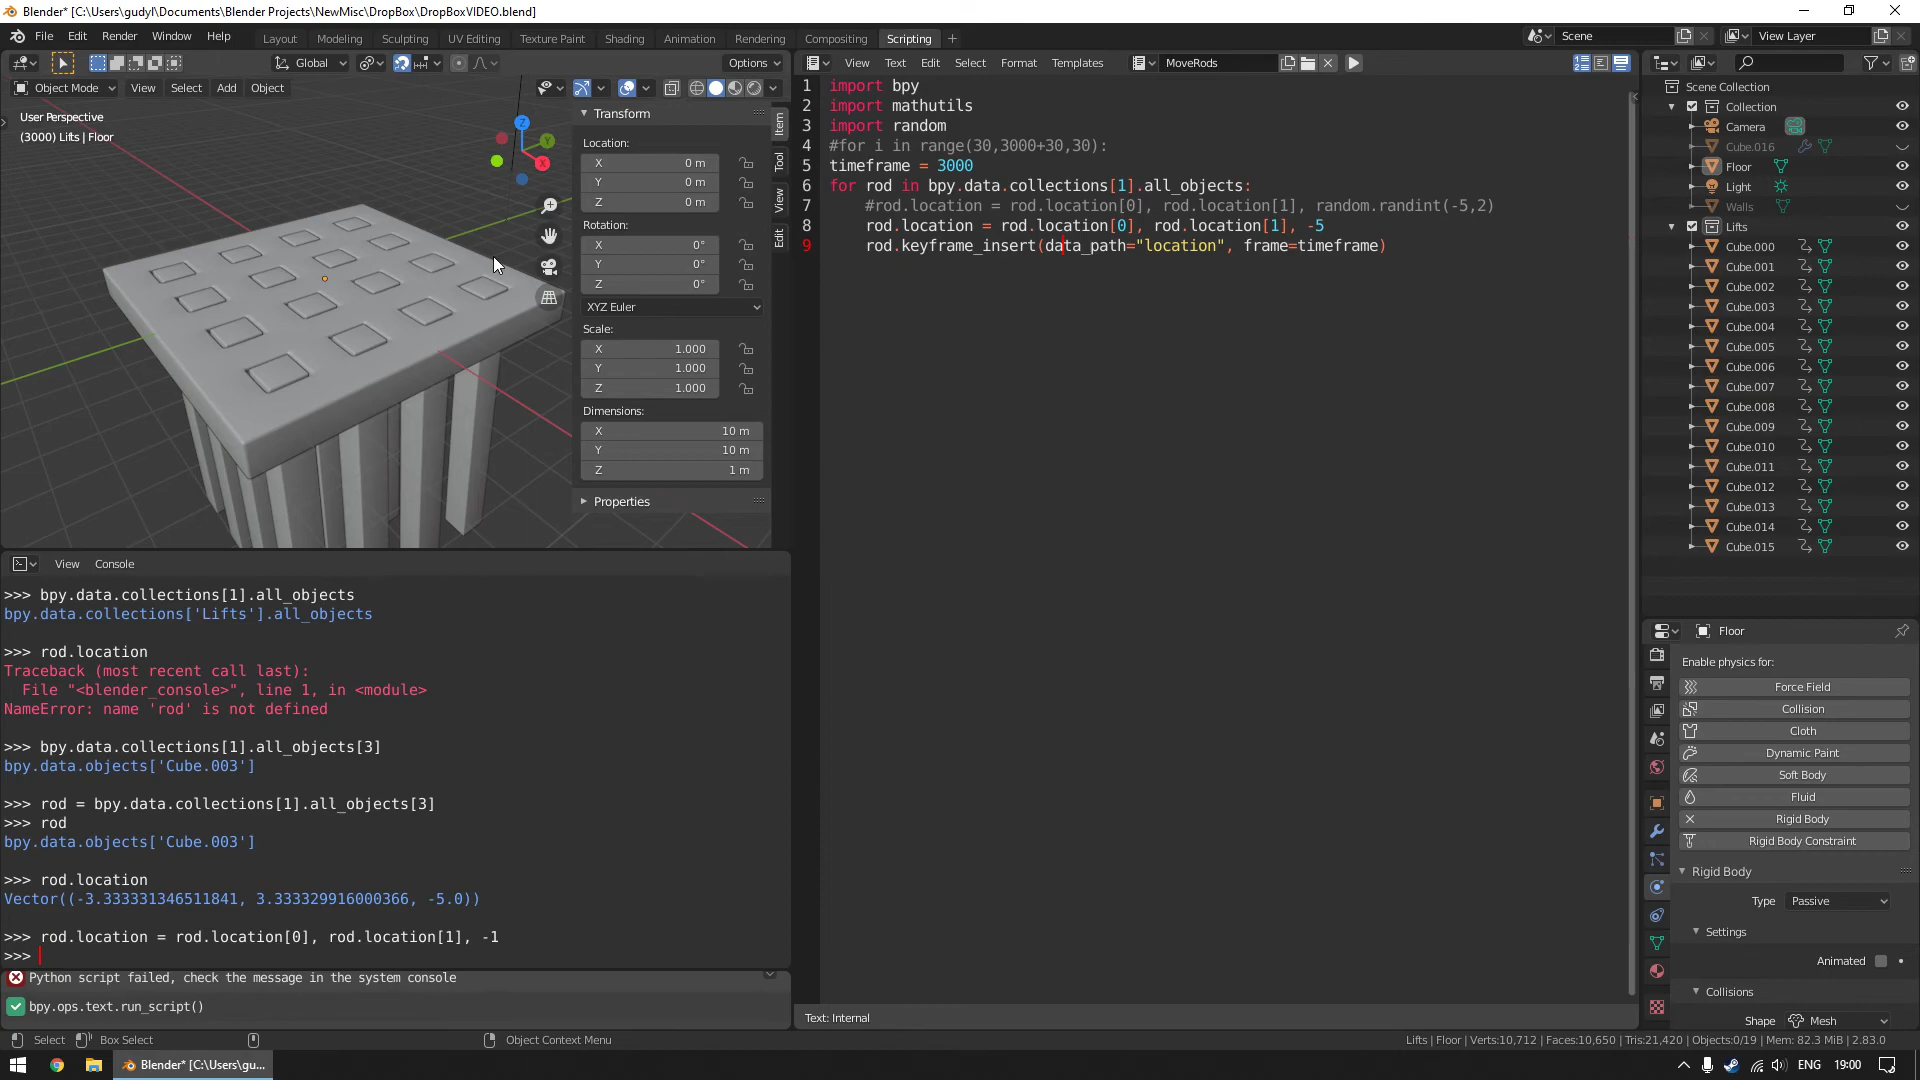 Blender* [C:\Users\gudyl\Documents\Blender Projects\NewMisc\DropBox\DropBoxVIDEO.blend]
File Edit Render Window Help
Layout Modeling Sculpting UV Editing Texture Paint Shading Animation Rendering Compositing Scripting +
Scene
View Layer
Global
Options
View Text Edit Select Format Templates
MoveRods
Object Mode View Select Add Object
User Perspective
(3000) Lifts | Floor
Z
Y
X
Transform
Location:
X 0 m
Y 0 m
Z 0 m
Rotation:
X 0°
Y 0°
Z 0°
XYZ Euler
Scale:
X 1.000
Y 1.000
Z 1.000
Dimensions:
X 10 m
Y 10 m
Z 1 m
Properties
Item
Tool
View
Edit
1 import bpy
2 import mathutils
3 import random
4 #for i in range(30,3000+30,30):
5 timeframe = 3000
6 for rod in bpy.data.collections[1].all_objects:
7 #rod.location = rod.location[0], rod.location[1], random.randint(-5,2)
8 rod.location = rod.location[0], rod.location[1], -5
9 rod.keyframe_insert(data_path="location", frame=timeframe)
Text: Internal
Scene Collection
Collection
Camera
Cube.016
Floor
Light
Walls
Lifts
Cube.000
Cube.001
Cube.002
Cube.003
Cube.004
Cube.005
Cube.006
Cube.007
Cube.008
Cube.009
Cube.010
Cube.011
Cube.012
Cube.013
Cube.014
Cube.015
View Console
>>> bpy.data.collections[1].all_objects
bpy.data.collections['Lifts'].all_objects
>>> rod.location
Traceback (most recent call last):
File "<blender_console>", line 1, in <module>
NameError: name 'rod' is not defined
>>> bpy.data.collections[1].all_objects[3]
bpy.data.objects['Cube.003']
>>> rod = bpy.data.collections[1].all_objects[3]
>>> rod
bpy.data.objects['Cube.003']
>>> rod.location
Vector((-3.333331346511841, 3.333329916000366, -5.0))
>>> rod.location = rod.location[0], rod.location[1], -1
>>>
Python script failed, check the message in the system console
bpy.ops.text.run_script()
Floor
Enable physics for:
Force Field
Collision
Cloth
Dynamic Paint
Soft Body
Fluid
Rigid Body
Rigid Body Constraint
Rigid Body
Type Passive
Settings
Animated
Collisions
Shape Mesh
Select Box Select Object Context Menu
Lifts | Floor | Verts:10,712 | Faces:10,650 | Tris:21,420 | Objects:0/19 | Mem: 82.3 MiB | 2.83.0
Blender* [C:\Users\gu...
ENG 19:00